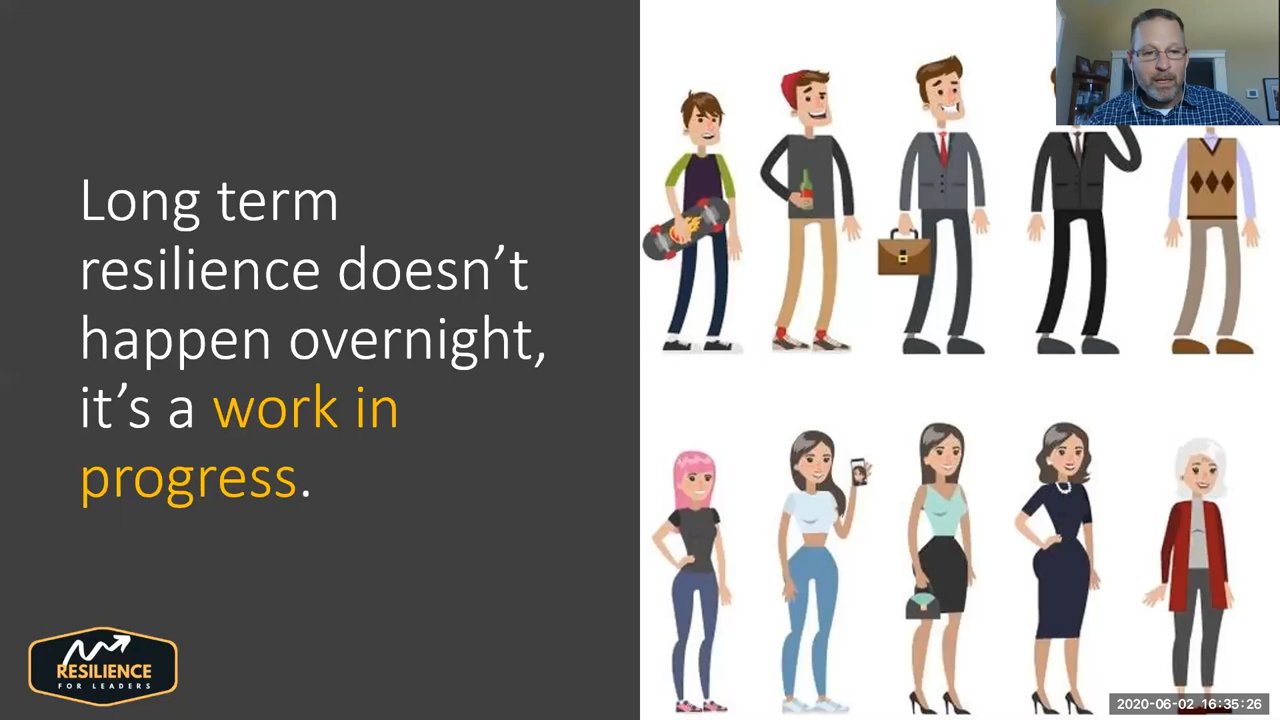 Long term
resilience doesn’t
happen overnight,
it’s a work in
progress.
RESILIENCE
FOR LEADERS
2020-06-02 16:35:26